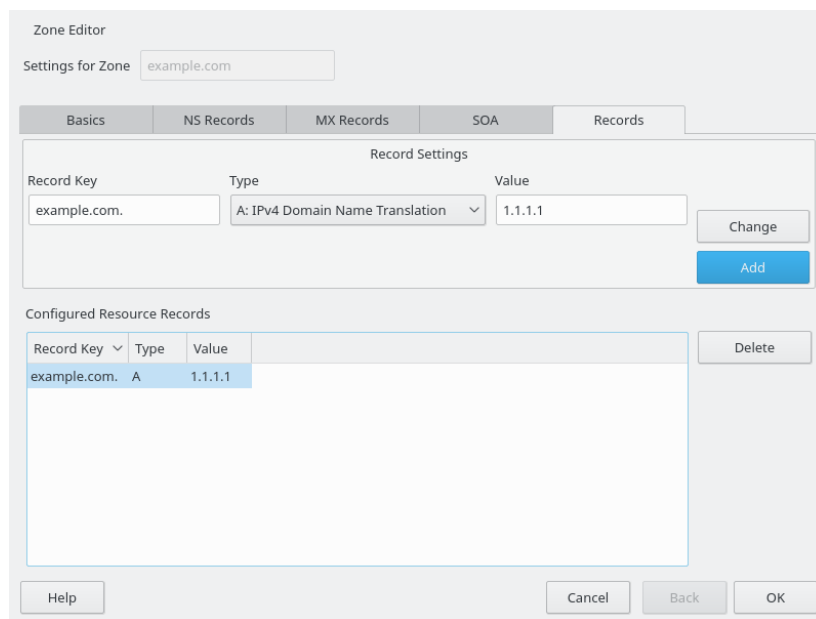 Zone Editor
Settings for Zone example.com
Basics NS Records MX Records SOA Records
Record Settings
Record Key Type Value
example.com. A: IPv4 Domain Name Translation 1.1.1.1
Change
Add
Configured Resource Records
Record Key Type Value
Delete
example.com. A 1.1.1.1
Help Cancel Back OK